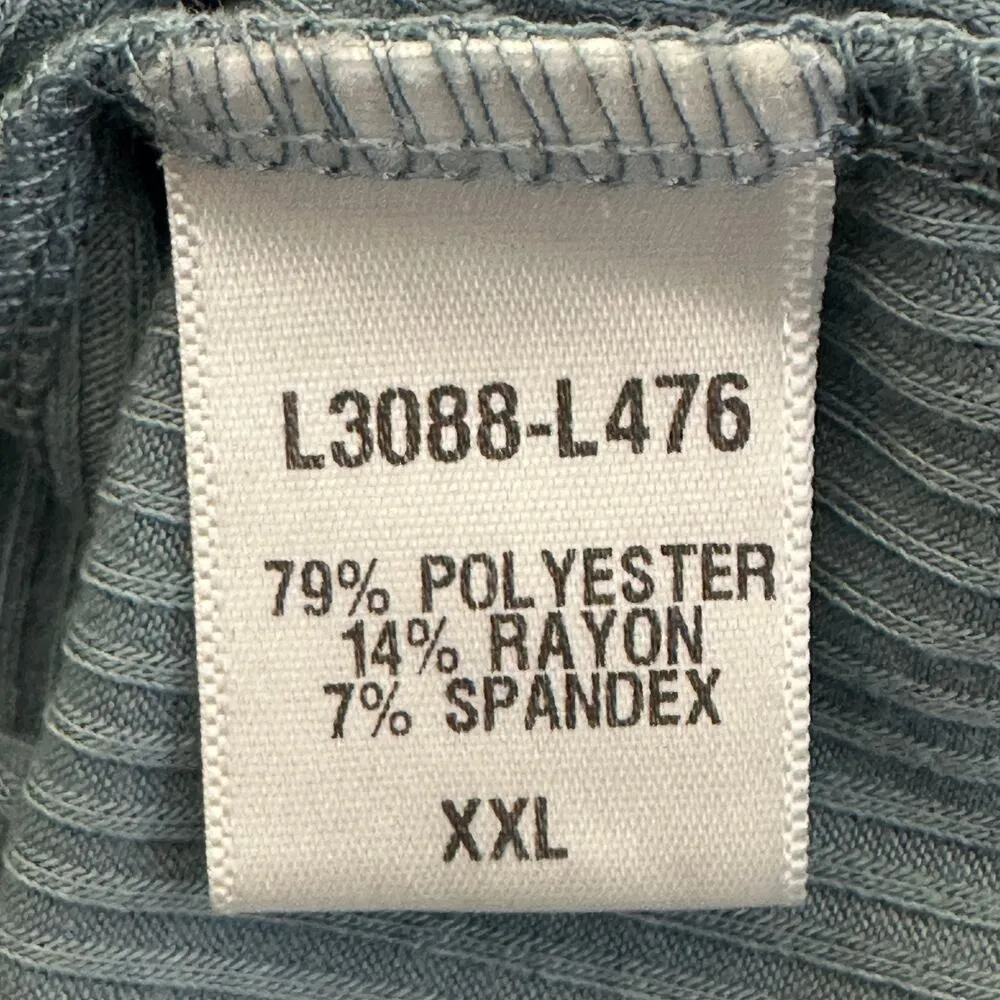 L3088-L476
79% POLYESTER
14% RAYON
7% SPANDEX
XXL